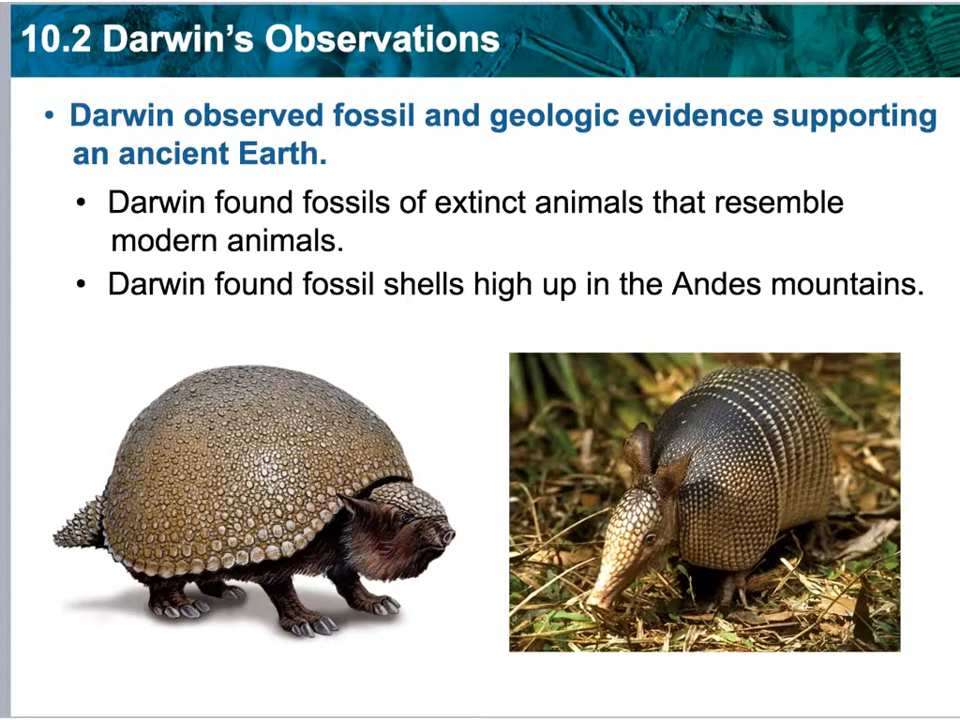 10.2 Darwin's Observations
• Darwin observed fossil and geologic evidence supporting
an ancient Earth.
• Darwin found fossils of extinct animals that resemble
modern animals.
• Darwin found fossil shells high up in the Andes mountains.